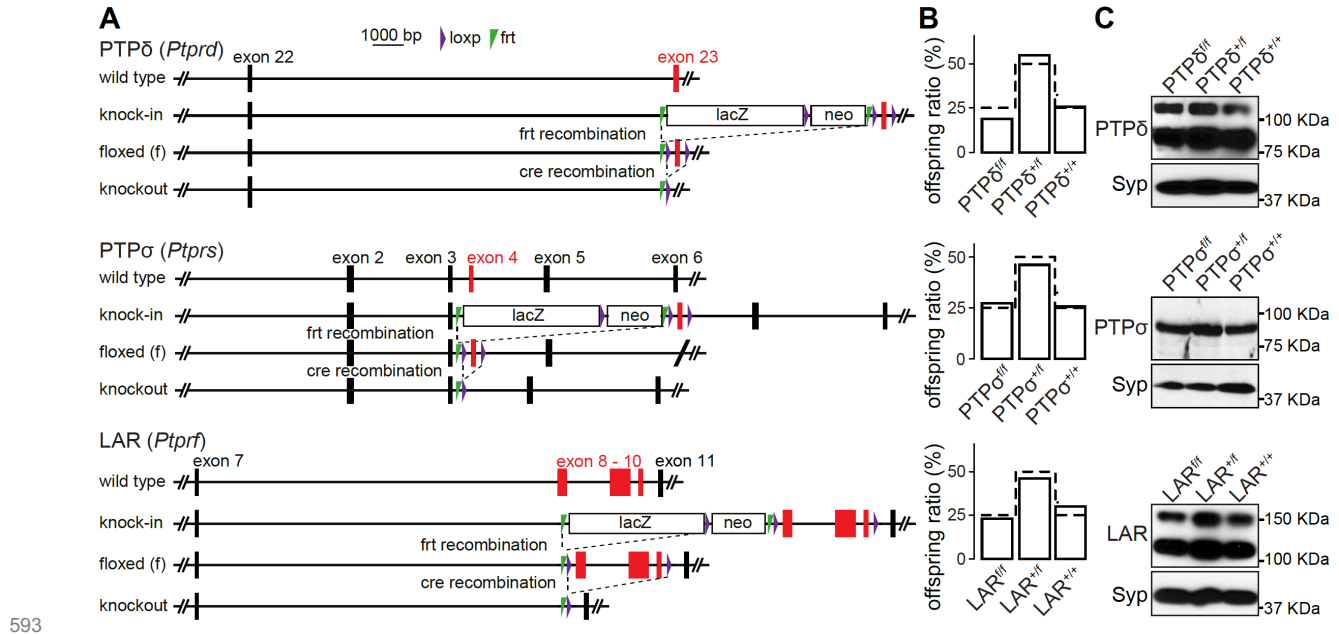 A
B
C
1000 bp
loxp
frt
PTPδ (Ptprd)
exon 22
exon 23
wild type
knock-in
lacZ
neo
frt recombination
floxed (f)
cre recombination
knockout
offspring ratio (%)
50
25
0
PTPδf/f
PTPδ+/f
PTPδ+/+
PTPδf/f
PTPδ+/f
PTPδ+/+
PTPδ
100 KDa
75 KDa
Syp
37 KDa
PTPσ (Ptprs)
exon 2
exon 3
exon 4
exon 5
exon 6
wild type
knock-in
lacZ
neo
frt recombination
floxed (f)
cre recombination
knockout
offspring ratio (%)
50
25
0
PTPσf/f
PTPσ+/f
PTPσ+/+
PTPσf/f
PTPσ+/f
PTPσ+/+
PTPσ
100 KDa
75 KDa
Syp
37 KDa
LAR (Ptprf)
exon 7
exon 8 - 10
exon 11
wild type
knock-in
lacZ
neo
frt recombination
floxed (f)
cre recombination
knockout
offspring ratio (%)
50
25
0
LARf/f
LAR+/f
LAR+/+
LARf/f
LAR+/f
LAR+/+
LAR
150 KDa
100 KDa
Syp
37 KDa
593